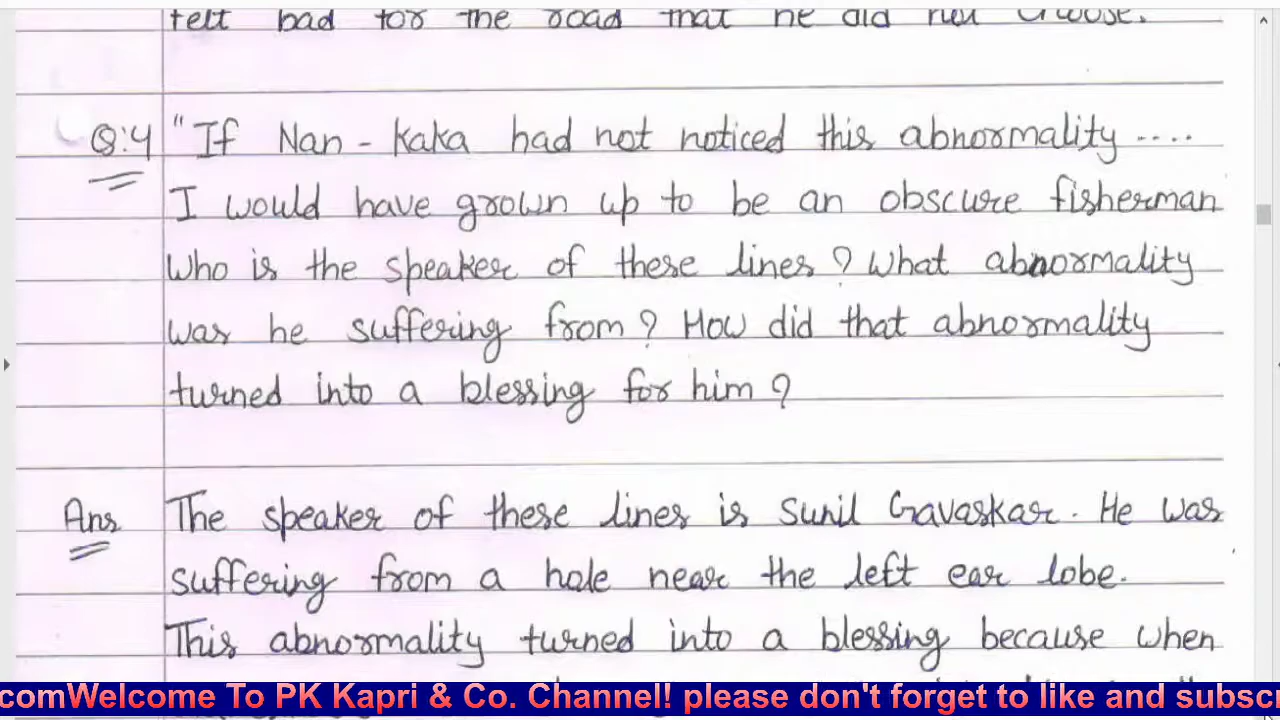 felt bad for the road that he did not choose.
Q:4 "If Nan - Kaka had not noticed this abnormality ....
I would have grown up to be an obscure fisherman
Who is the speaker of these lines? What abnormality
was he suffering from? How did that abnormality
turned into a blessing for him?
Ans The speaker of these lines is Sunil Gavaskar. He was
suffering from a hole near the left ear lobe.
This abnormality turned into a blessing because when
comWelcome To PK Kapri & Co. Channel! please don't forget to like and subsc